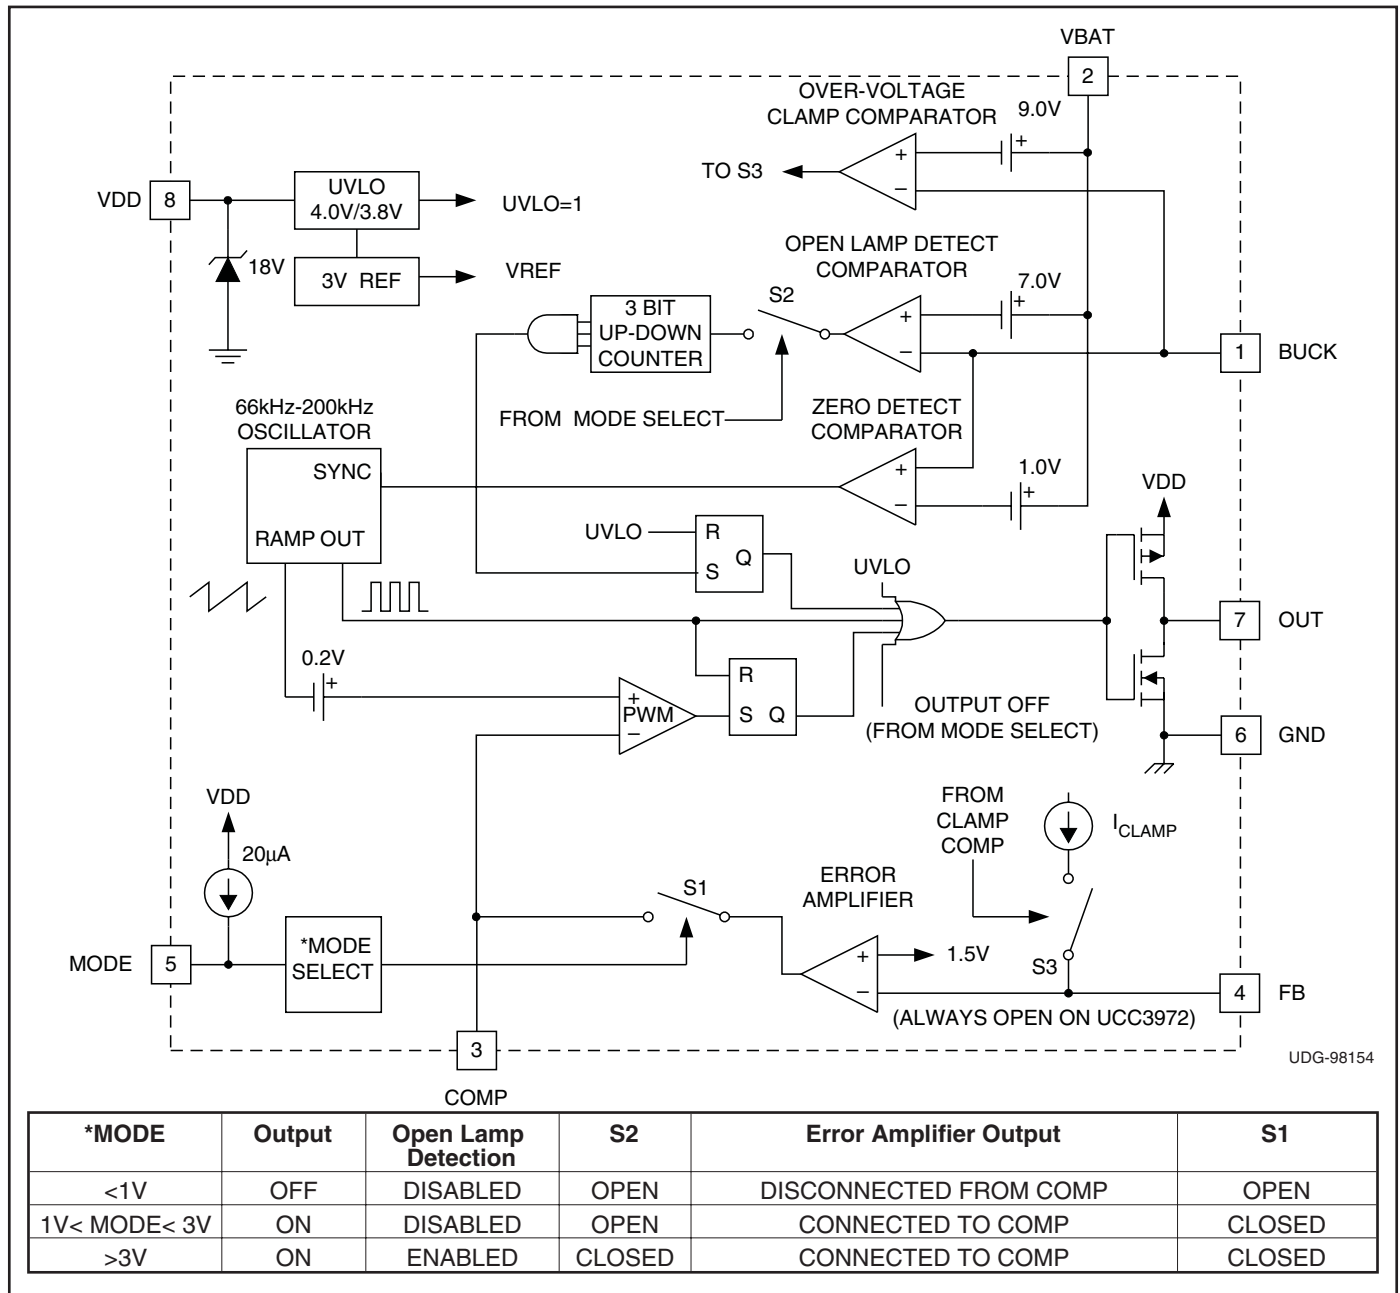 VBAT
2
OVER-VOLTAGE
CLAMP COMPARATOR
9.0V
+
+
–
TO S3
VDD
8
UVLO
4.0V/3.8V
UVLO=1
18V
3V REF
VREF
OPEN LAMP DETECT
COMPARATOR
7.0V
+
+
–
S2
3 BIT
UP-DOWN
COUNTER
1
BUCK
FROM MODE SELECT
ZERO DETECT
COMPARATOR
1.0V
+
+
–
66kHz-200kHz
OSCILLATOR
SYNC
RAMP OUT
UVLO
R
S
Q
UVLO
VDD
7
OUT
0.2V
+
+
PWM
–
R
S Q
OUTPUT OFF
(FROM MODE SELECT)
6
GND
VDD
20µA
FROM
CLAMP
COMP
ICLAMP
ERROR
AMPLIFIER
S1
+
–
1.5V
S3
MODE
5
*MODE
SELECT
4
FB
(ALWAYS OPEN ON UCC3972)
3
COMP
UDG-98154
*MODE Output Open Lamp Detection S2 Error Amplifier Output S1
<1V OFF DISABLED OPEN DISCONNECTED FROM COMP OPEN
1V< MODE< 3V ON DISABLED OPEN CONNECTED TO COMP CLOSED
>3V ON ENABLED CLOSED CONNECTED TO COMP CLOSED